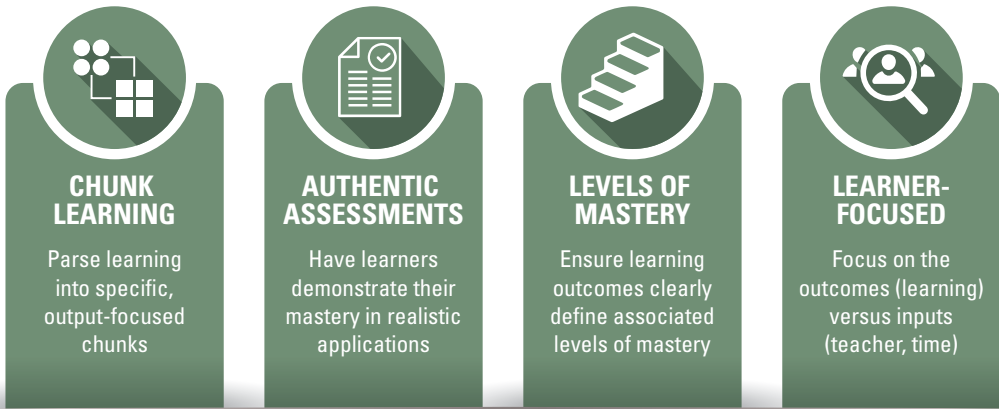 CHUNK
LEARNING
Parse learning
into specific,
output-focused
chunks
AUTHENTIC
ASSESSMENTS
Have learners
demonstrate their
mastery in realistic
applications
LEVELS OF
MASTERY
Ensure learning
outcomes clearly
define associated
levels of mastery
LEARNER-
FOCUSED
Focus on the
outcomes (learning)
versus inputs
(teacher, time)